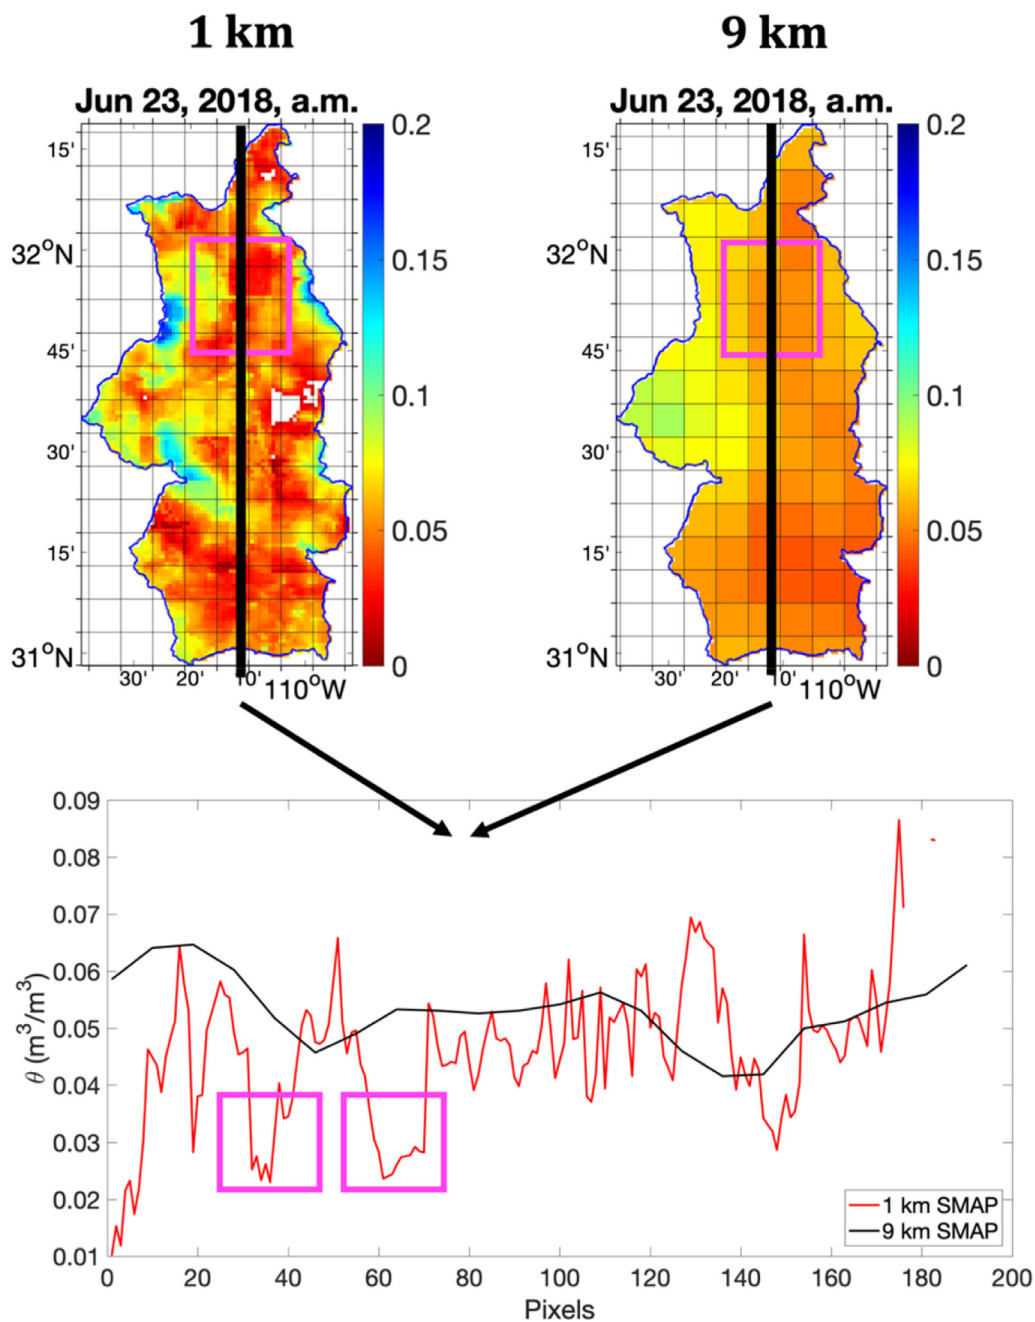 1 km 9 km
Jun 23, 2018, a.m. Jun 23, 2018, a.m.
0.2 0.2
15' 15'
32°N 0.15 32°N 0.15
45' 45'
0.1 0.1
30' 30'
0.05 0.05
15' 15'
31°N 0 31°N 0
30' 20' 10' 110°W 30' 20' 10' 110°W
0.09
0.08
0.07
0.06
0.05
0.04
0.03
0.02
0.01
θ (m³/m³)
1 km SMAP
9 km SMAP
0 20 40 60 80 100 120 140 160 180 200
Pixels